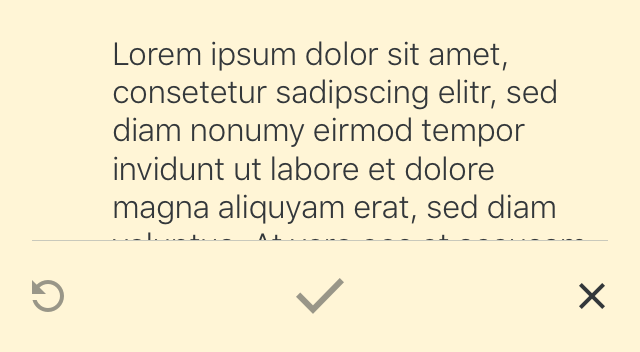 Lorem ipsum dolor sit amet,
consetetur sadipscing elitr, sed
diam nonumy eirmod tempor
invidunt ut labore et dolore
magna aliquyam erat, sed diam